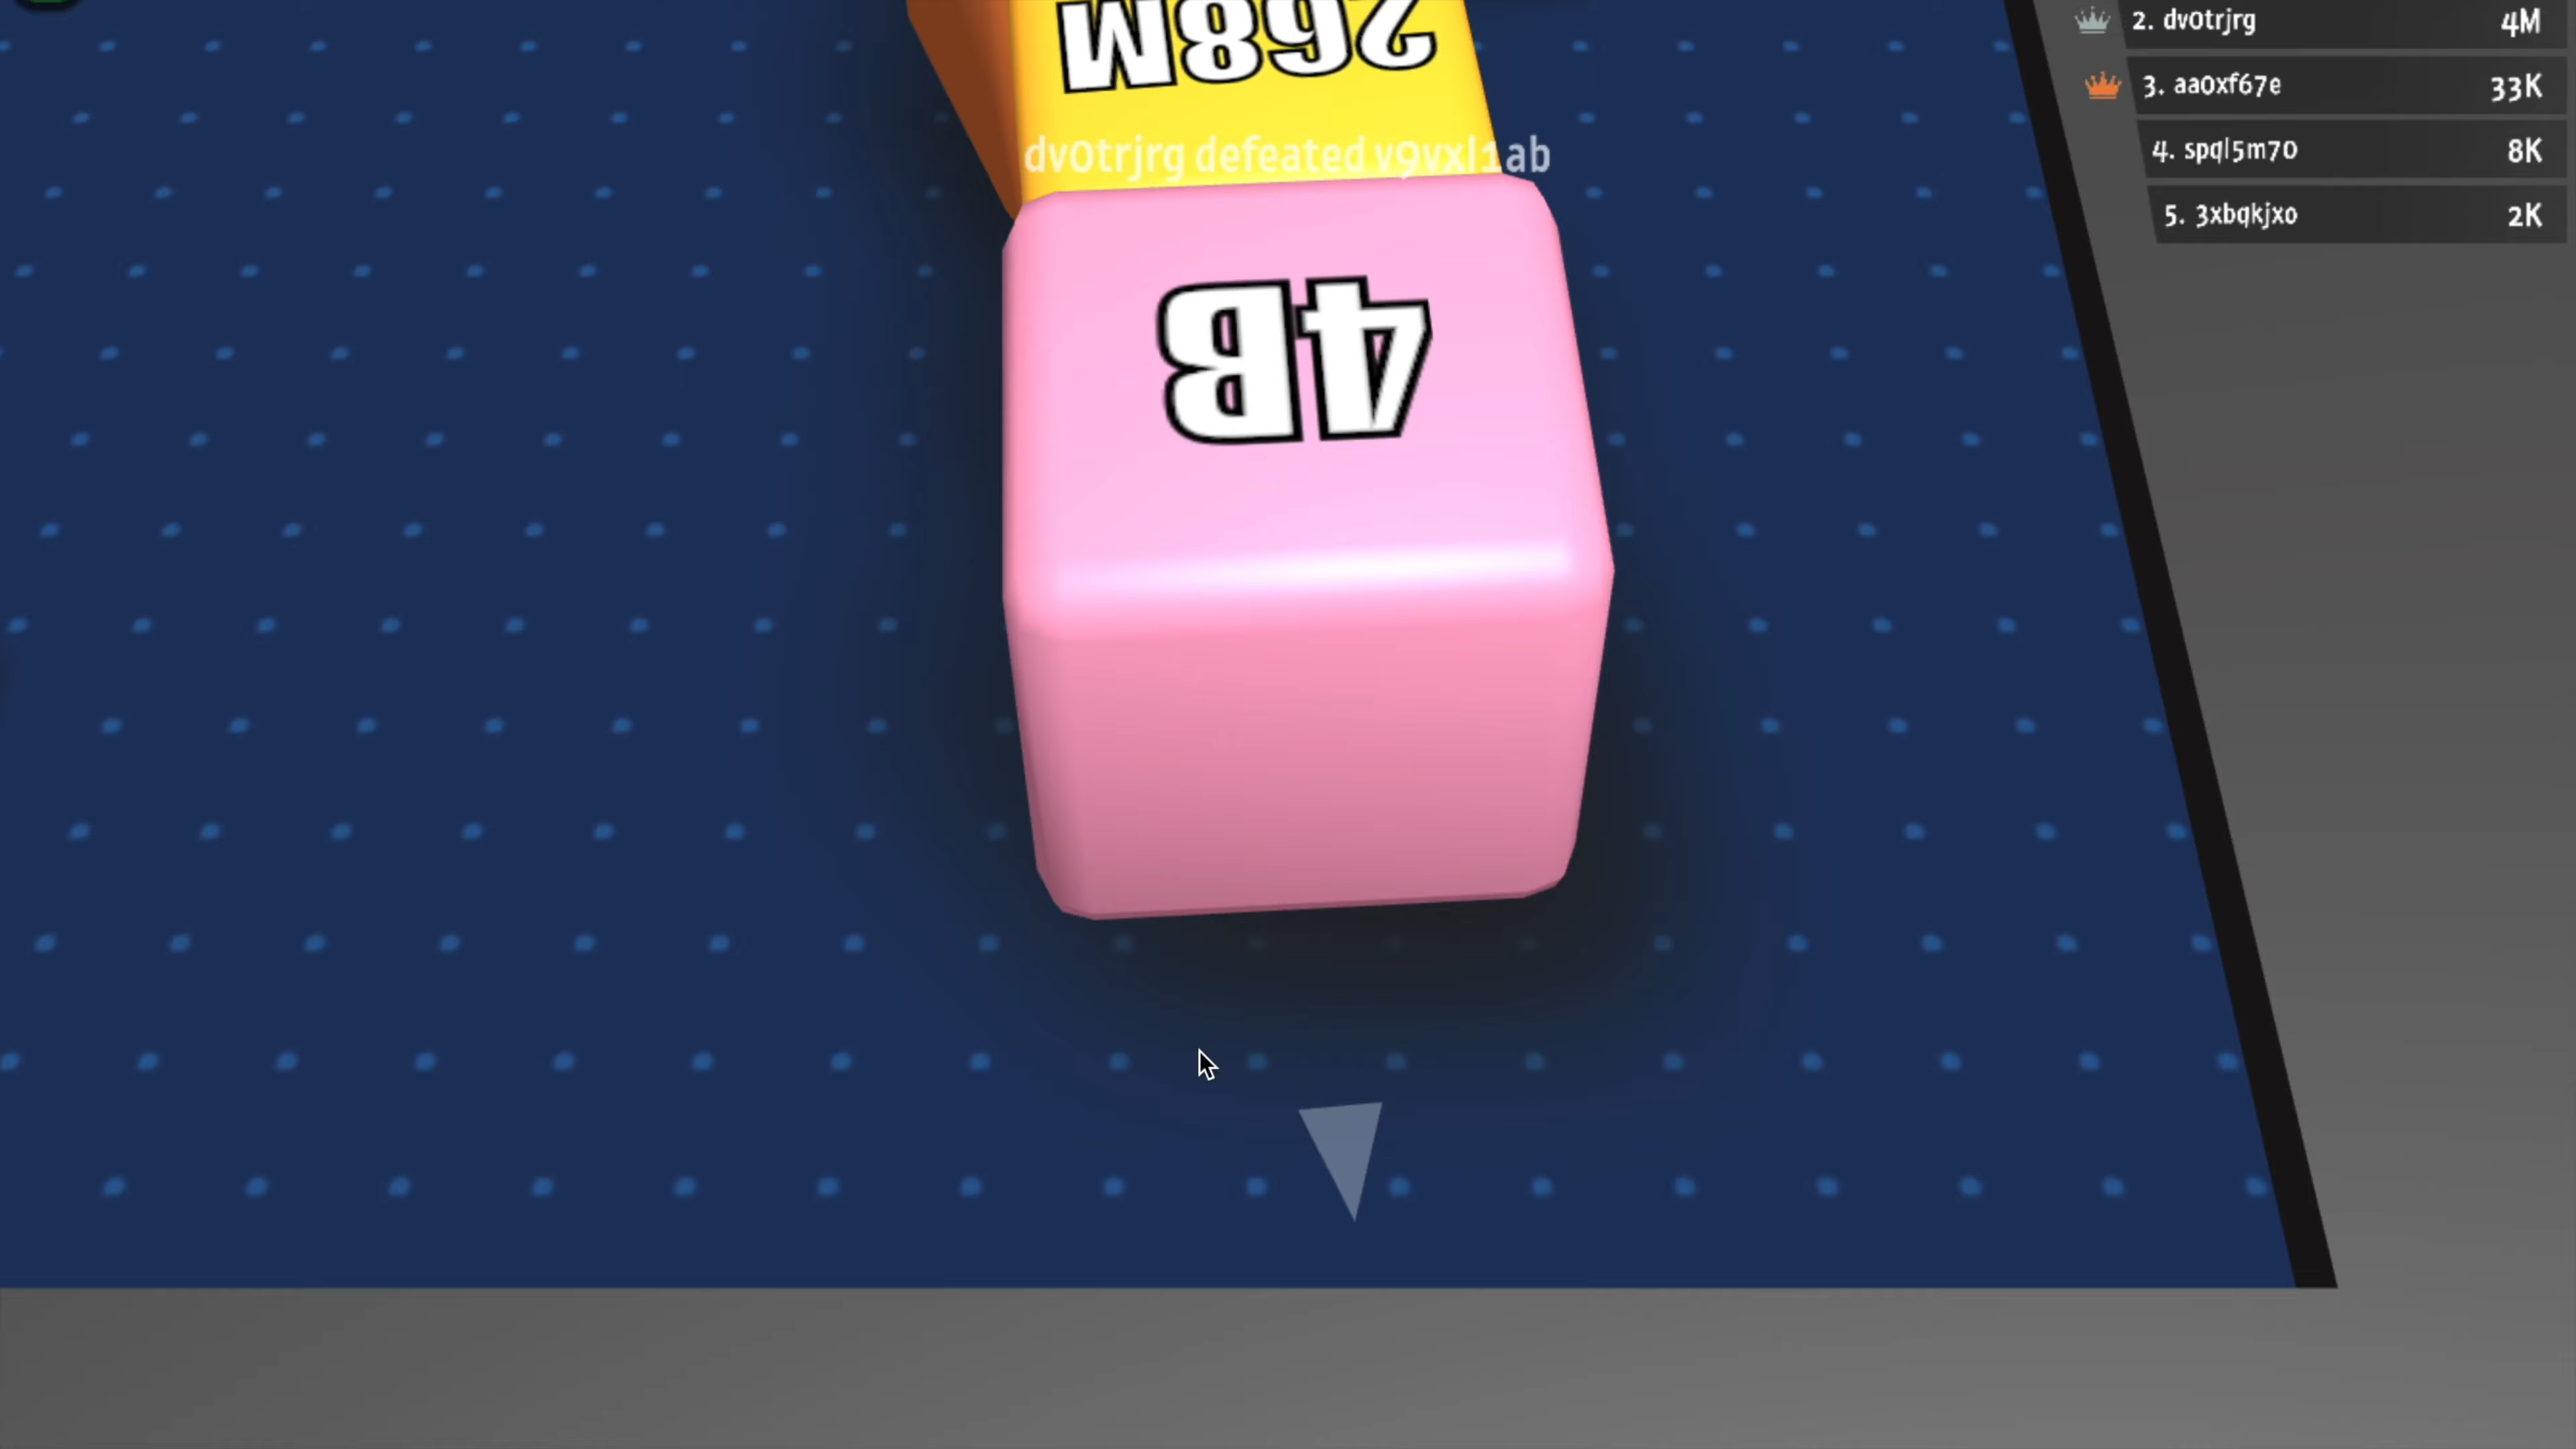 268M
dv0trjrg defeated v9vxl1ab
4B
2. dv0trjrg 4M
3. aa0xf67e 33K
4. spql5m70 8K
5. 3xbqkjxo 2K